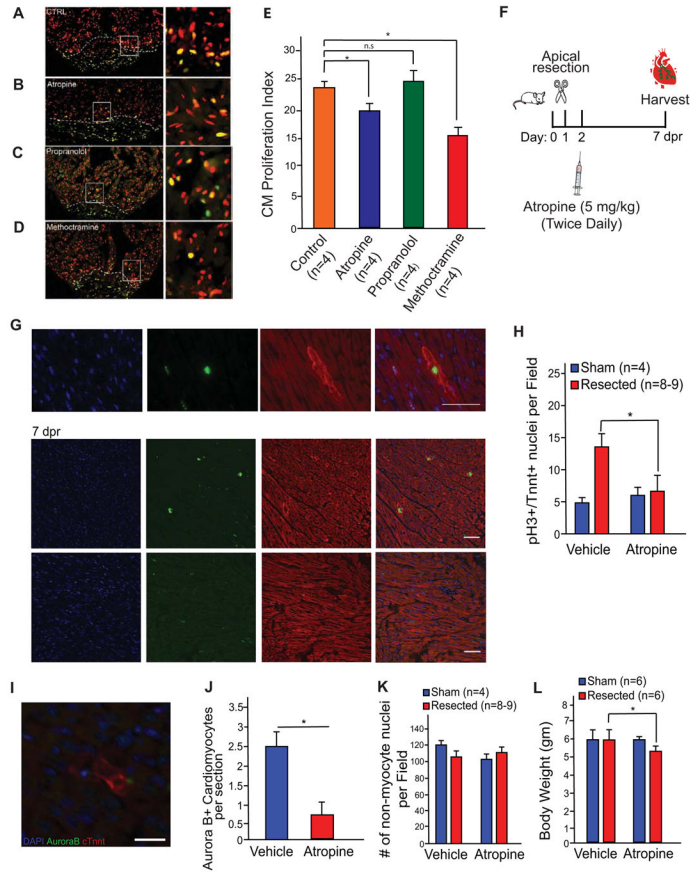 A
CTRL
B
Atropine
C
Propranolol
D
Methoctramine
E
CM Proliferation Index
30
25
20
15
10
5
0
*
n.s
*
Control
(n=4)
Atropine
(n=4)
Propranolol
(n=4)
Methoctramine
(n=4)
F
Apical
resection
Harvest
Day: 0 1 2 7 dpr
Atropine (5 mg/kg)
(Twice Daily)
G
7 dpr
H
Sham (n=4)
Resected (n=8-9)
pH3+/Tnnt+ nuclei per Field
25
20
15
10
5
0
*
Vehicle Atropine
I
DAPI AuroraB cTnnt
J
Aurora B+ Cardiomyocytes
per section
3.5
3
2.5
2
1.5
1
0.5
0
*
Vehicle Atropine
K
Sham (n=4)
Resected (n=8-9)
# of non-myocyte nuclei
per Field
140
120
100
80
60
40
20
0
Vehicle Atropine
L
Sham (n=6)
Resected (n=6)
Body Weight (gm)
8
6
5
4
3
2
1
0
*
Vehicle Atropine